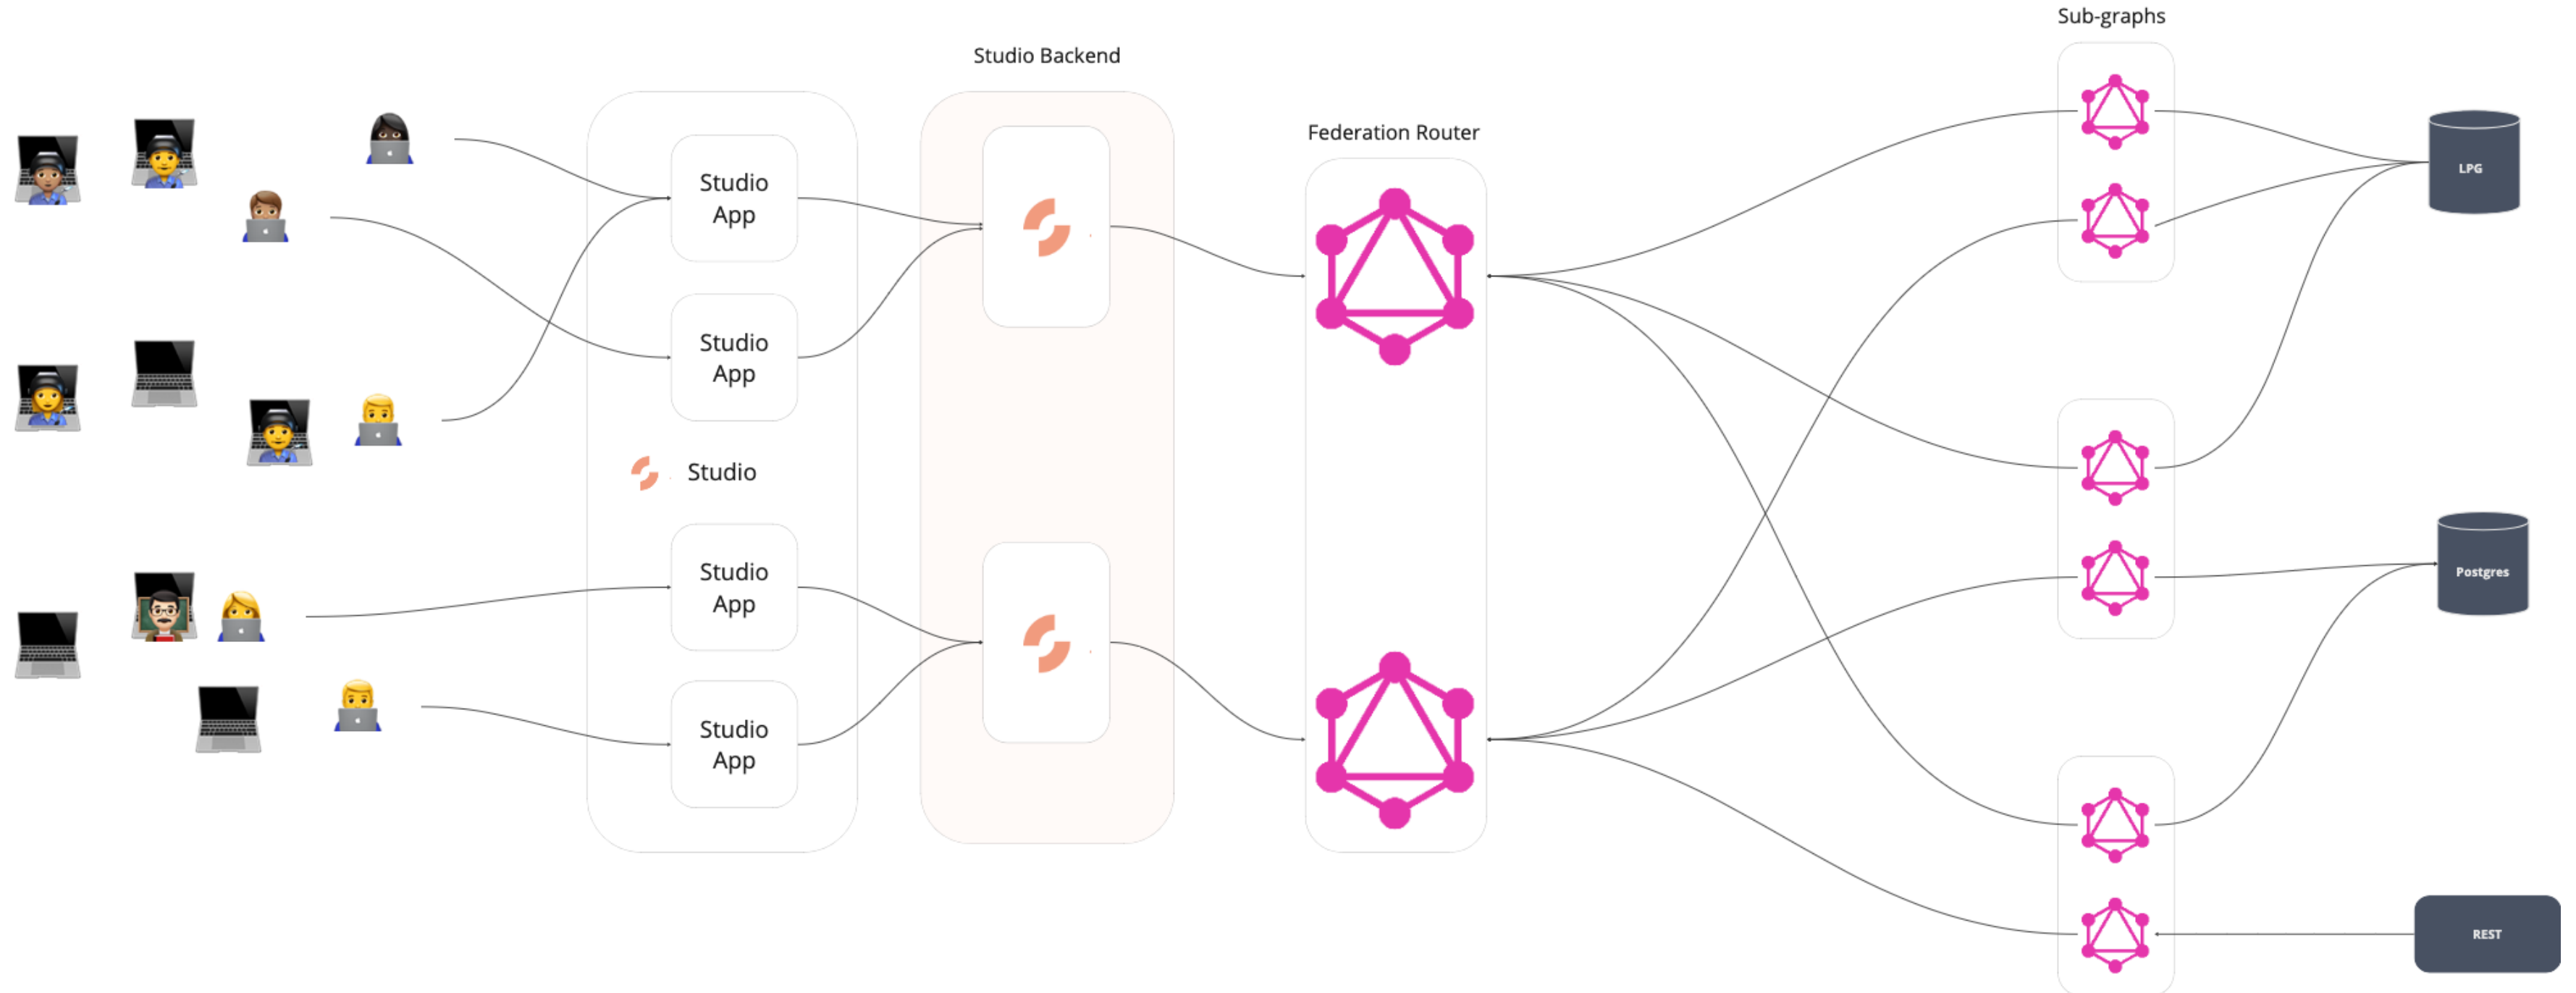 Sub-graphs
Studio Backend
Federation Router
Studio
App
LPG
Studio
App
Studio
Studio
App
Postgres
Studio
App
REST